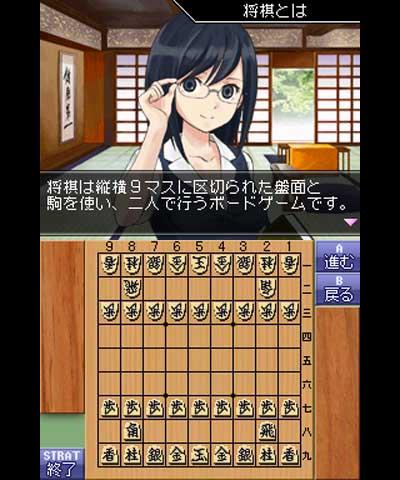 将棋とは
将棋は縦横9マスに区切られた盤面と
駒を使い、二人で行うボードゲームです。
A
進む
B
戻る
9 8 7 6 5 4 3 2 1
香 桂 銀 金 王 金 銀 桂 香 一
飛 角 二
歩 歩 歩 歩 歩 歩 歩 歩 歩 三
四
五
六
歩 歩 歩 歩 歩 歩 歩 歩 歩 七
角 飛 八
香 桂 銀 金 玉 金 銀 桂 香 九
STRAT
終了